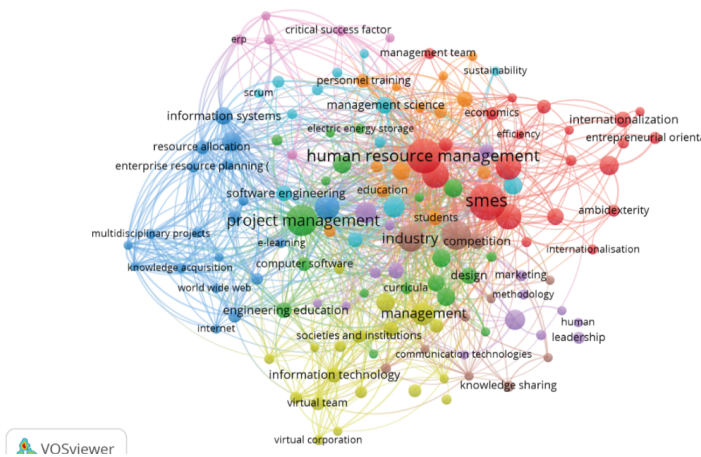 critical success factor
erp
management team
sustainability
personnel training
scrum
management science
economics
information systems
internationalization
electric energy storage
efficiency
entrepreneurial orienta
resource allocation
human resource management
enterprise resource planning (
software engineering
education
smes
ambidexterity
project management
students
multidisciplinary projects
e-learning
industry
competition
internationalisation
knowledge acquisition
computer software
design
marketing
world wide web
curricula
methodology
engineering education
management
human
internet
societies and institutions
leadership
communication technologies
information technology
knowledge sharing
virtual team
virtual corporation
VOSviewer